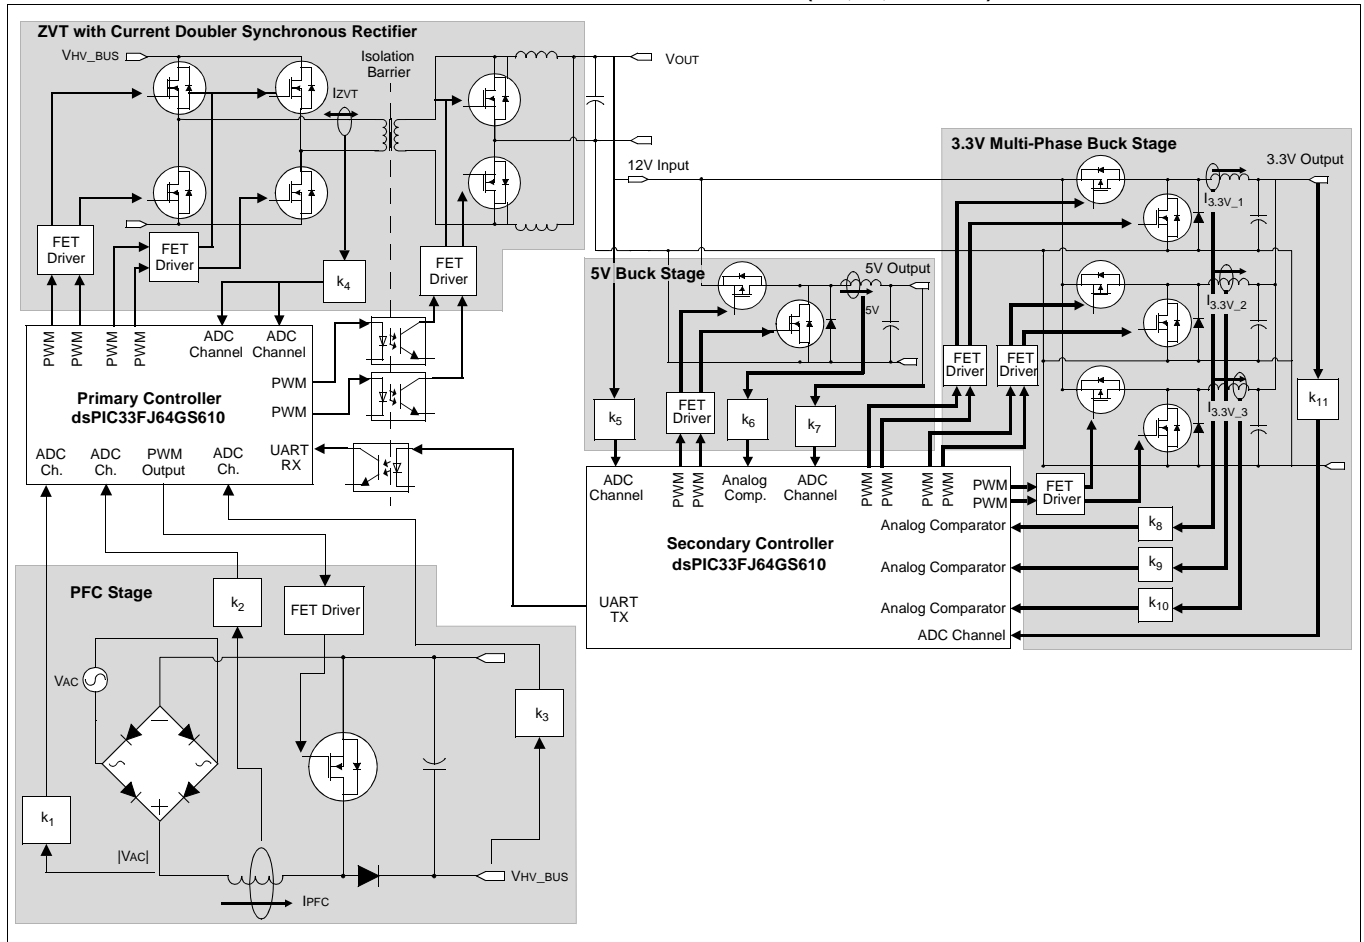 ZVT with Current Doubler Synchronous Rectifier
VHV_BUS
Isolation
Barrier
IZVT
VOUT
12V Input
FET
Driver
FET
Driver
k4
FET
Driver
PWM
PWM
PWM
PWM
ADC
Channel
ADC
Channel
PWM
PWM
Primary Controller
dsPIC33FJ64GS610
UART
RX
ADC
Ch.
ADC
Ch.
PWM
Output
ADC
Ch.
5V Buck Stage
5V Output
5V
k5
FET
Driver
k6
k7
3.3V Multi-Phase Buck Stage
3.3V Output
I3.3V_1
I3.3V_2
I3.3V_3
FET
Driver
FET
Driver
k11
ADC
Channel
PWM
PWM
Analog
Comp.
ADC
Channel
PWM
PWM
PWM
PWM
PWM
PWM
FET
Driver
Analog Comparator
k8
Secondary Controller
dsPIC33FJ64GS610
Analog Comparator
k9
Analog Comparator
k10
ADC Channel
UART
TX
PFC Stage
k2
FET Driver
VAC
k3
k1
|VAC|
VHV_BUS
IPFC